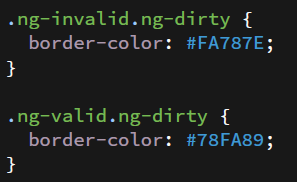 .ng-invalid.ng-dirty {
  border-color: #FA787E;
}

.ng-valid.ng-dirty {
  border-color: #78FA89;
}